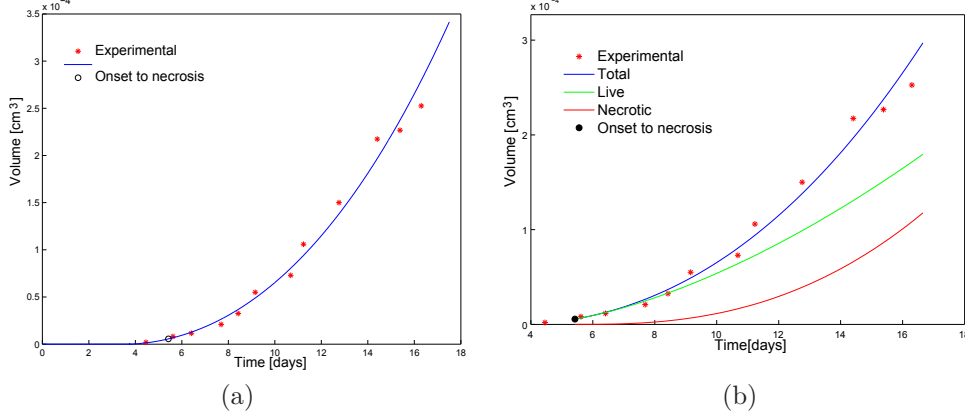 x 10⁻⁴
3.5
3
2.5
2
1.5
1
0.5
0
0 2 4 6 8 10 12 14 16 18
Volume [cm³]
Time [days]
Experimental
Onset to necrosis
(a)
x 10⁻⁴
3
2
1
0
4 6 8 10 12 14 16 18
Volume [cm³]
Time[days]
Experimental
Total
Live
Necrotic
Onset to necrosis
(b)